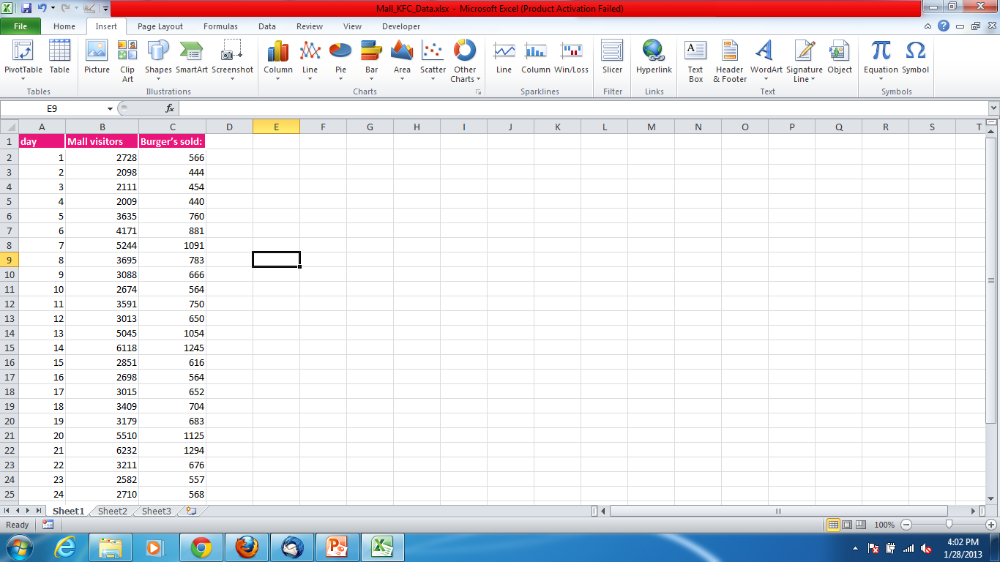 Mall_KFC_Data.xlsx - Microsoft Excel (Product Activation Failed)
File Home Insert Page Layout Formulas Data Review View Developer
PivotTable Table Picture Clip Art Shapes SmartArt Screenshot Column Line Pie Bar Area Scatter Other Charts Line Column Win/Loss Slicer Hyperlink Text Box Header & Footer WordArt Signature Line Object Equation Symbol
Tables Illustrations Charts Sparklines Filter Links Text Symbols
E9 fx
A B C D E F G H I J K L M N O P Q R S T
1 day Mall visitors Burger's sold:
2 1 2728 566
3 2 2098 444
4 3 2111 454
5 4 2009 440
6 5 3635 760
7 6 4171 881
8 7 5244 1091
9 8 3695 783
10 9 3088 666
11 10 2674 564
12 11 3591 750
13 12 3013 650
14 13 5045 1054
15 14 6118 1245
16 15 2851 616
17 16 2698 564
18 17 3015 652
19 18 3409 704
20 19 3179 683
21 20 5510 1125
22 21 6232 1294
23 22 3211 676
24 23 2582 557
25 24 2710 568
Sheet1 Sheet2 Sheet3
Ready 100%
4:02 PM
1/28/2013